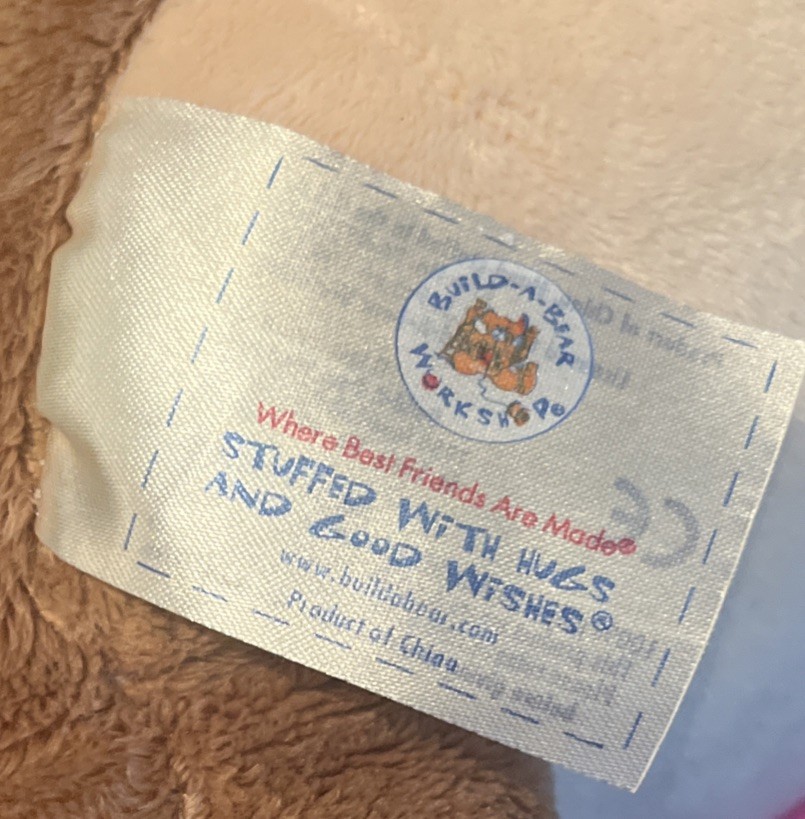 BUILD-A-BEAR
WORKSHOP®
Where Best Friends Are Made®
STUFFED WITH HUGS
AND GOOD WISHES®
www.buildabear.com
Product of China
CE